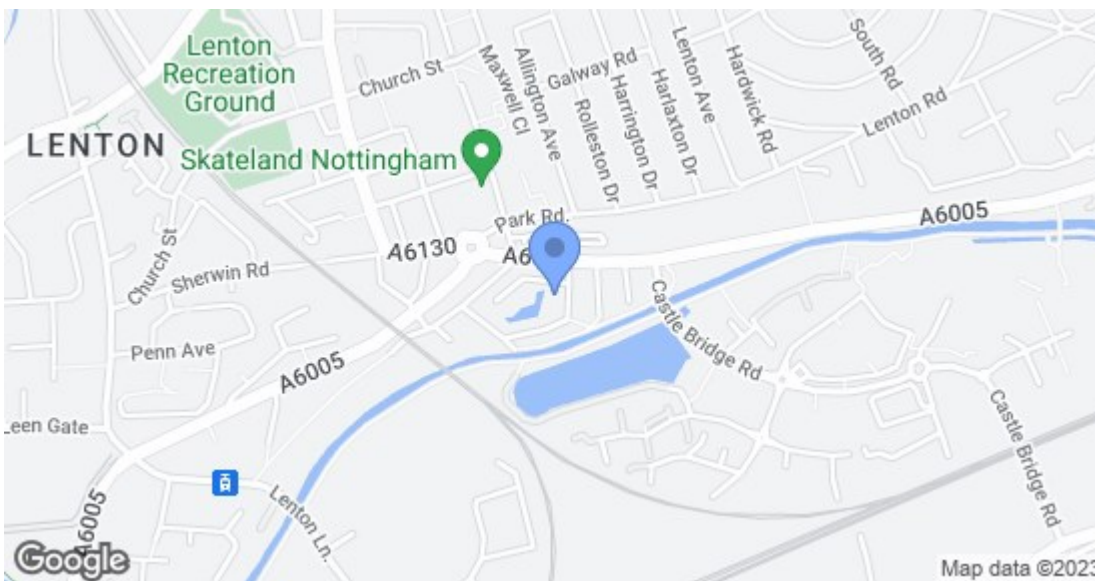 Lenton
Recreation
Ground
LENTON
Church St
Maxwell Cl
Allington Ave
Galway Rd
Rolleston Dr
Harrington Dr
Harlaxton Dr
Lenton Ave
Hardwick Rd
South Rd
Lenton Rd
Skateland Nottingham
Park Rd.
A6005
A6130
A6
Church St
Sherwin Rd
Castle Bridge Rd
Penn Ave
A6005
Leen Gate
Castle Bridge Rd
A6005
Lenton Ln.
Google
Map data ©2023